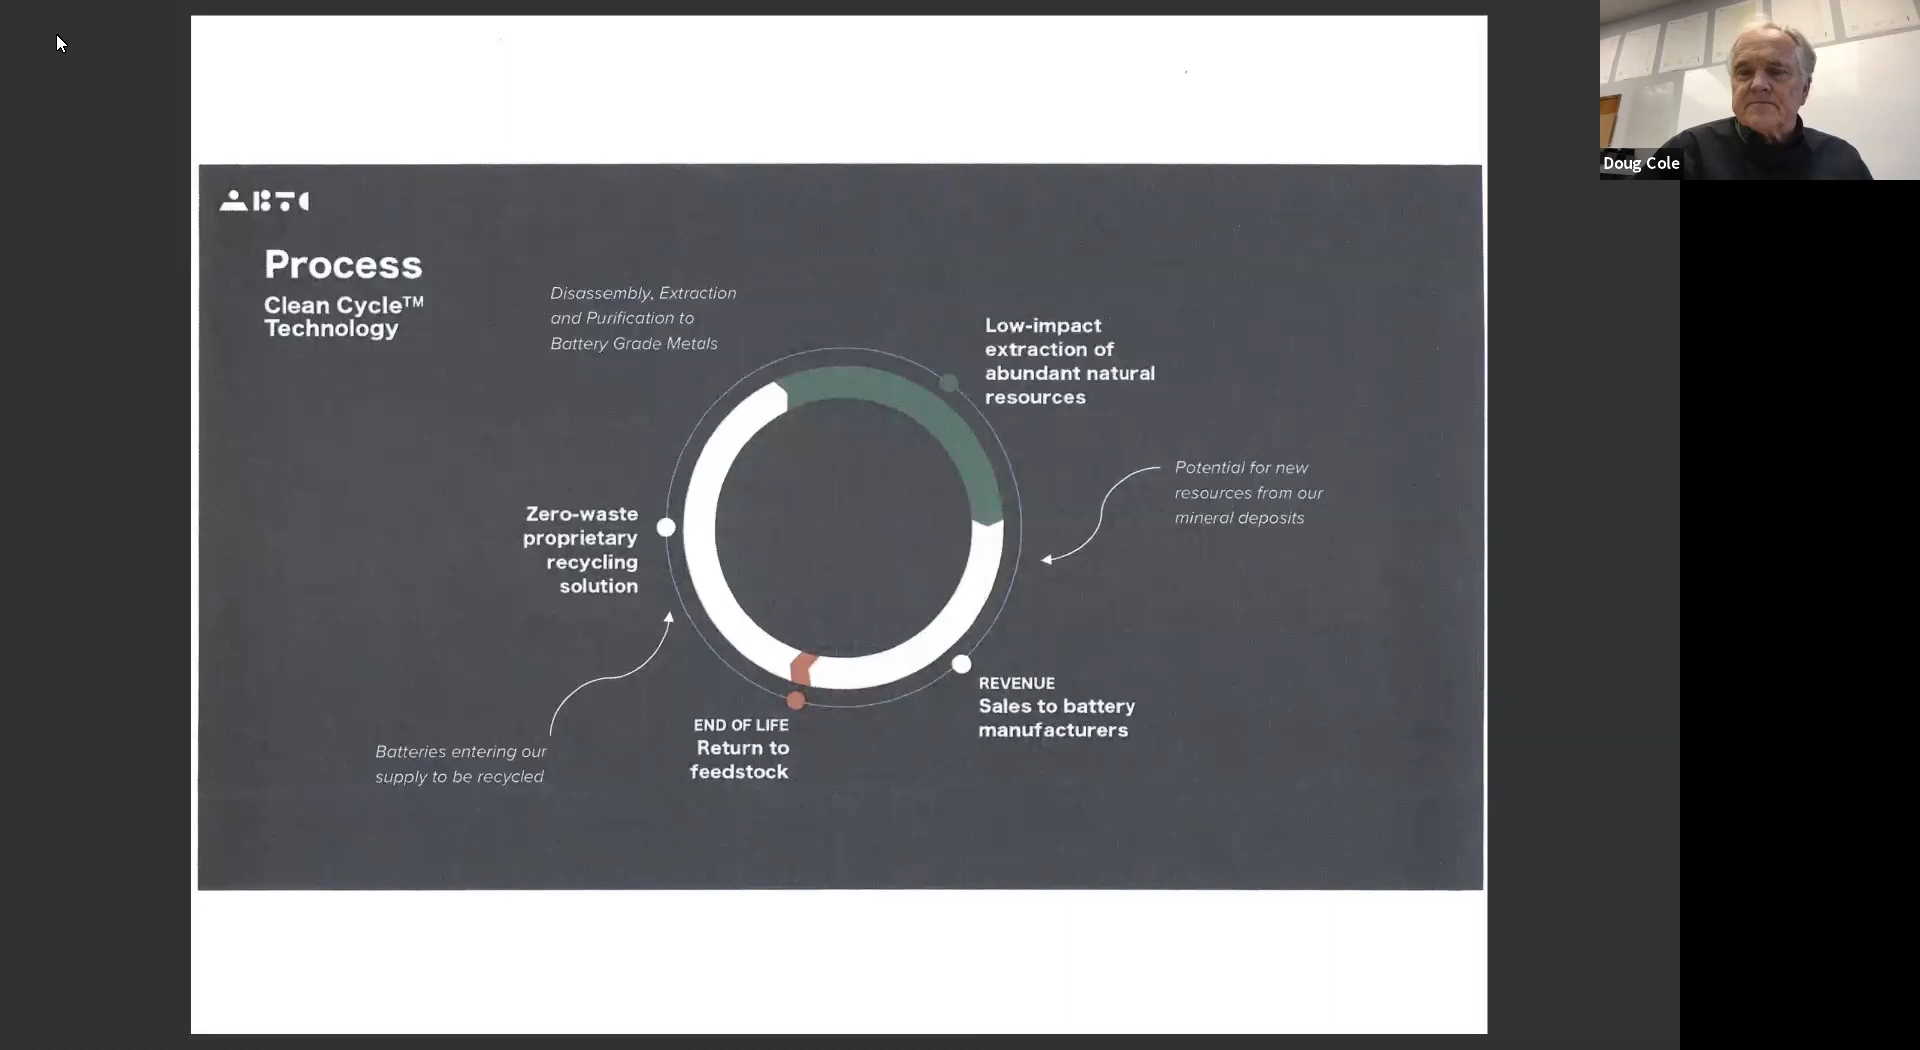 ABTC
Process
Clean Cycle™
Technology
Disassembly, Extraction
and Purification to
Battery Grade Metals
Low-impact
extraction of
abundant natural
resources
Potential for new
resources from our
mineral deposits
Zero-waste
proprietary
recycling
solution
REVENUE
Sales to battery
manufacturers
END OF LIFE
Return to
feedstock
Batteries entering our
supply to be recycled
Doug Cole